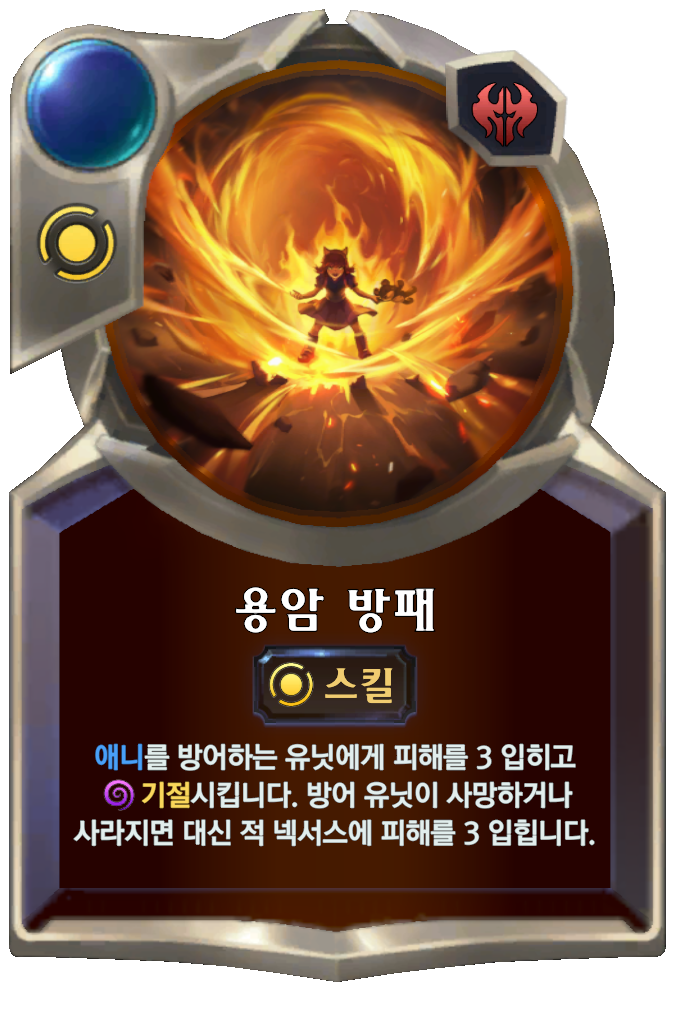 용암 방패
스킬
애니를 방어하는 유닛에게 피해를 3 입히고
기절시킵니다. 방어 유닛이 사망하거나
사라지면 대신 적 넥서스에 피해를 3 입힙니다.